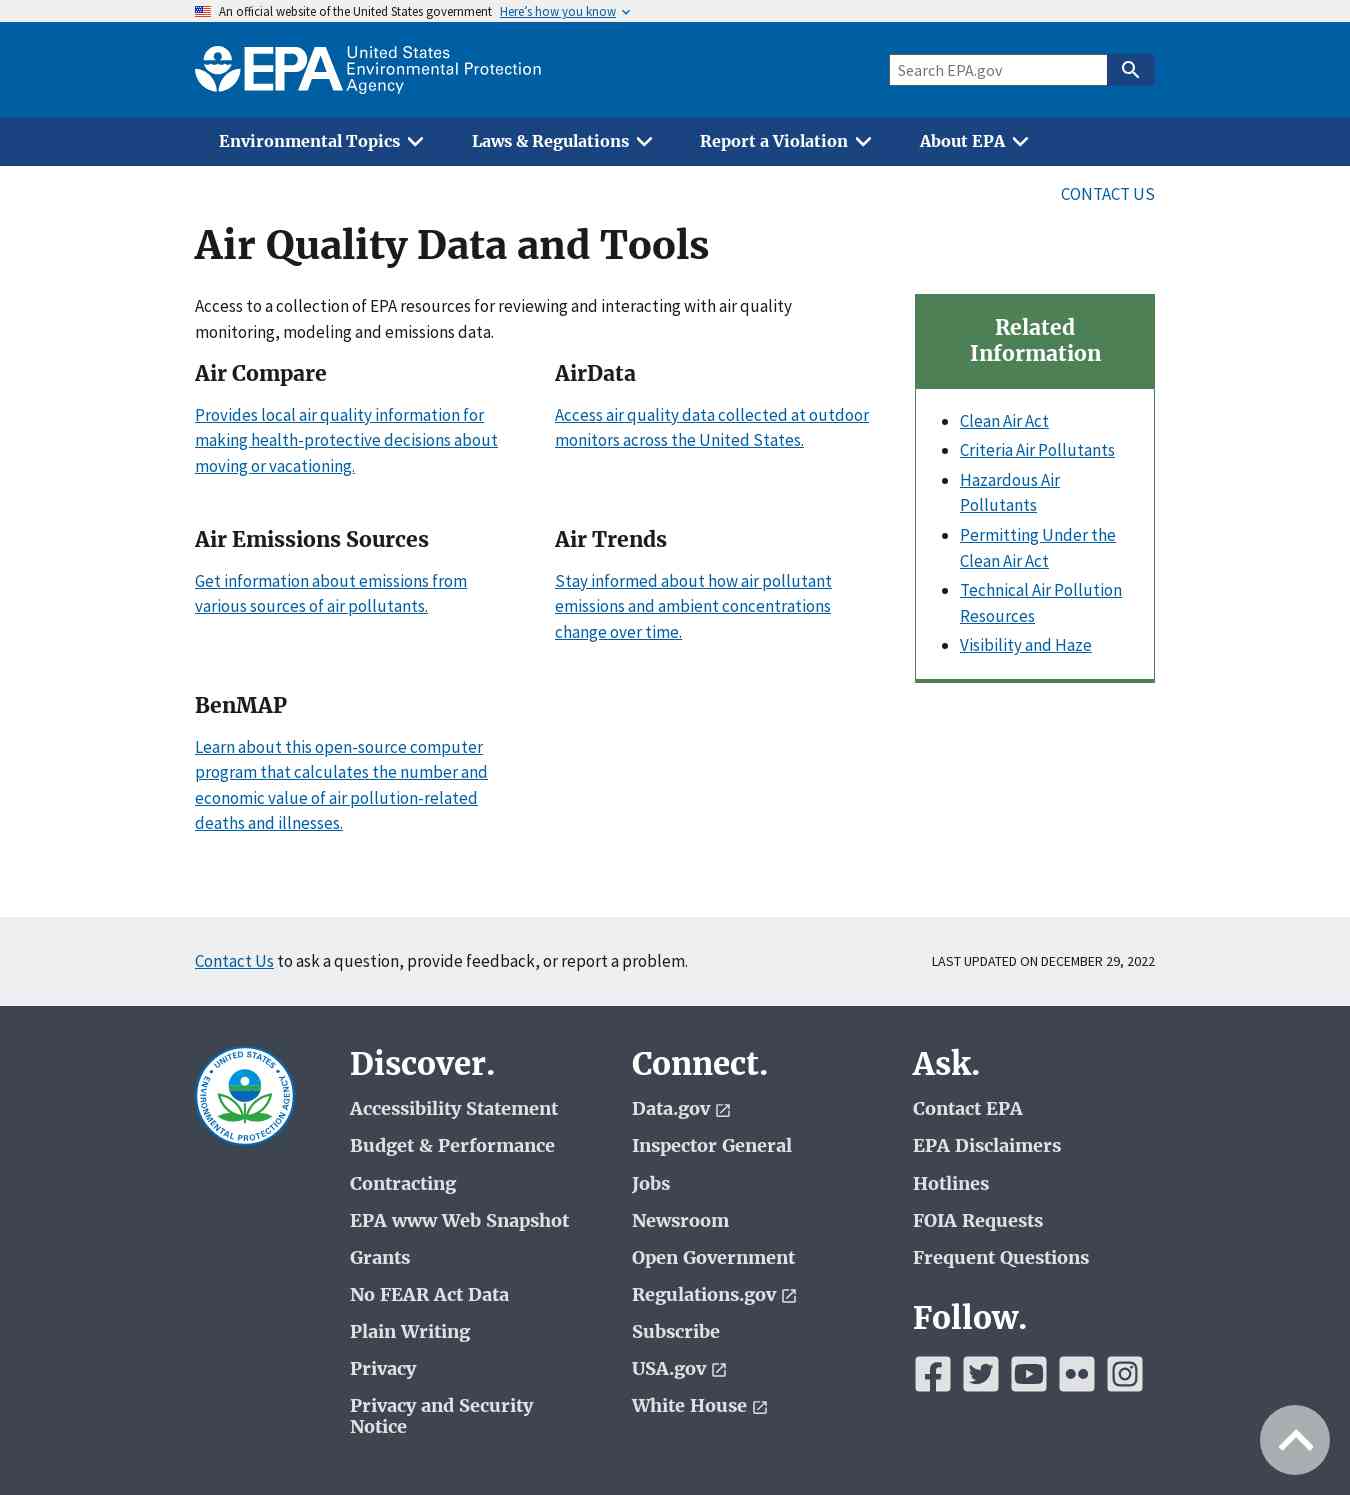 An official website of the United States government Here’s how you know
EPA United States
Environmental Protection
Agency
Search EPA.gov
Environmental Topics Laws & Regulations Report a Violation About EPA
CONTACT US
Air Quality Data and Tools
Access to a collection of EPA resources for reviewing and interacting with air quality
monitoring, modeling and emissions data.
Air Compare
Provides local air quality information for
making health-protective decisions about
moving or vacationing.
AirData
Access air quality data collected at outdoor
monitors across the United States.
Air Emissions Sources
Get information about emissions from
various sources of air pollutants.
Air Trends
Stay informed about how air pollutant
emissions and ambient concentrations
change over time.
BenMAP
Learn about this open-source computer
program that calculates the number and
economic value of air pollution-related
deaths and illnesses.
Related
Information
Clean Air Act
Criteria Air Pollutants
Hazardous Air
Pollutants
Permitting Under the
Clean Air Act
Technical Air Pollution
Resources
Visibility and Haze
Contact Us to ask a question, provide feedback, or report a problem.
LAST UPDATED ON DECEMBER 29, 2022
UNITED STATES
ENVIRONMENTAL PROTECTION AGENCY
Discover.
Accessibility Statement
Budget & Performance
Contracting
EPA www Web Snapshot
Grants
No FEAR Act Data
Plain Writing
Privacy
Privacy and Security
Notice
Connect.
Data.gov
Inspector General
Jobs
Newsroom
Open Government
Regulations.gov
Subscribe
USA.gov
White House
Ask.
Contact EPA
EPA Disclaimers
Hotlines
FOIA Requests
Frequent Questions
Follow.